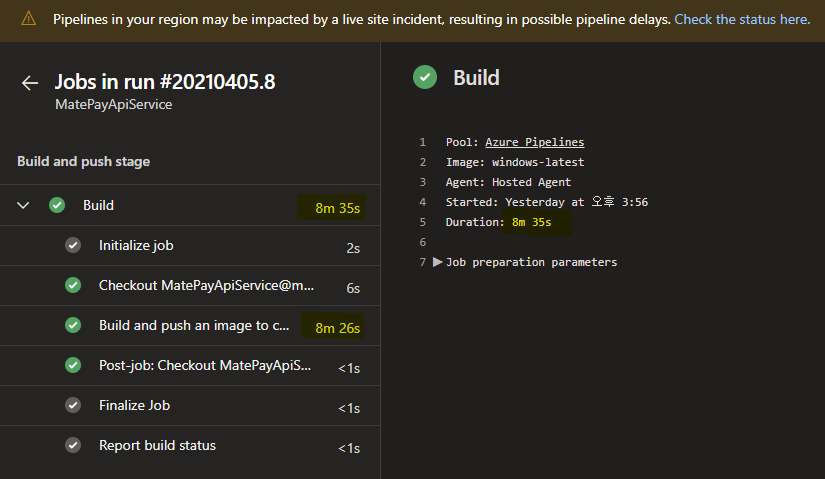 Pipelines in your region may be impacted by a live site incident, resulting in possible pipeline delays. Check the status here.
Jobs in run #20210405.8
MatePayApiService
Build and push stage
Build 8m 35s
Initialize job 2s
Checkout MatePayApiService@m... 6s
Build and push an image to c... 8m 26s
Post-job: Checkout MatePayApiS... <1s
Finalize Job <1s
Report build status <1s
Build
1 Pool: Azure Pipelines
2 Image: windows-latest
3 Agent: Hosted Agent
4 Started: Yesterday at 오후 3:56
5 Duration: 8m 35s
6
7 Job preparation parameters